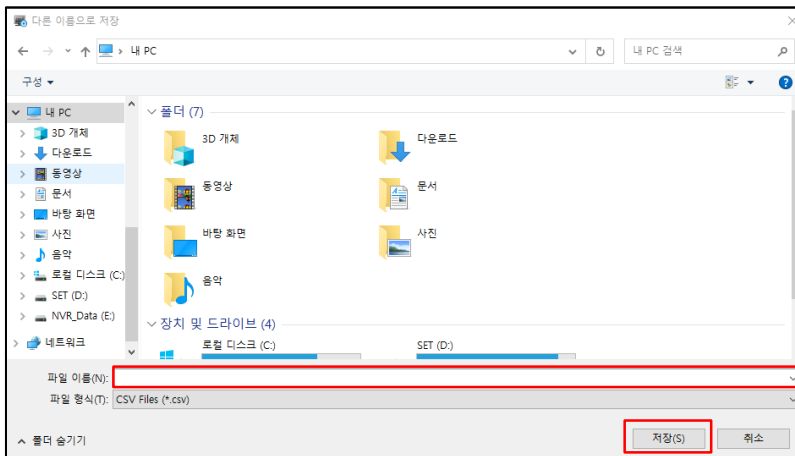 다른 이름으로 저장
내 PC
내 PC 검색
구성
내 PC
3D 개체
다운로드
동영상
문서
바탕 화면
사진
음악
로컬 디스크 (C:)
SET (D:)
NVR_Data (E:)
네트워크
폴더 (7)
3D 개체
다운로드
동영상
문서
바탕 화면
사진
음악
장치 및 드라이브 (4)
로컬 디스크 (C:)
SET (D:)
파일 이름(N):
파일 형식(T): CSV Files (*.csv)
폴더 숨기기
저장(S)
취소